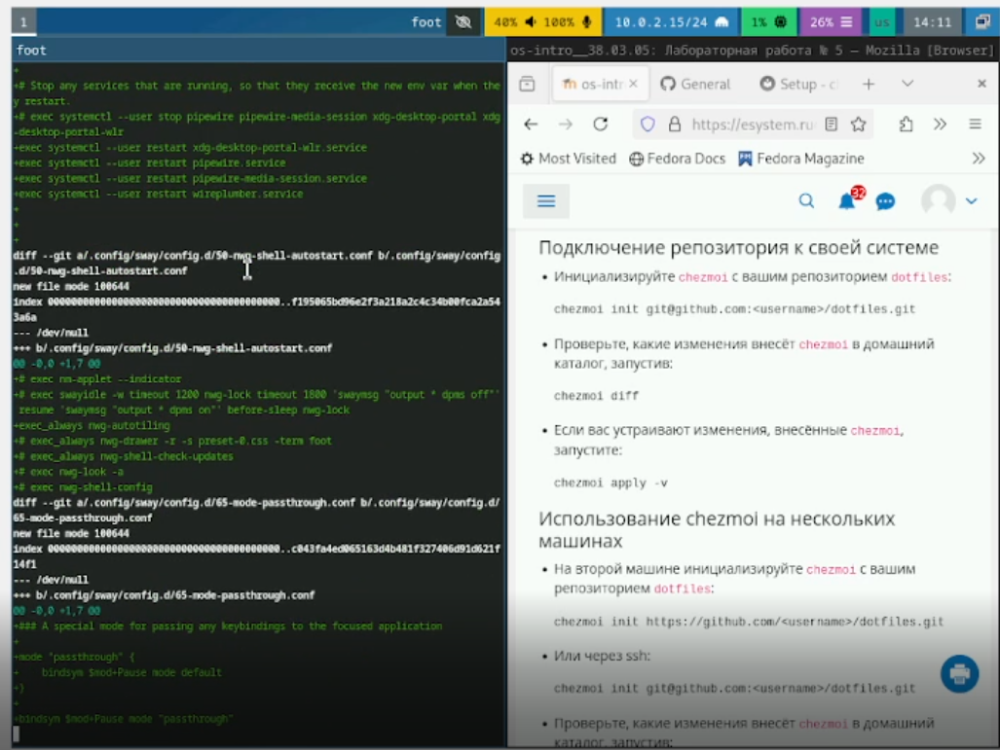 1
foot
40% 100%
10.0.2.15/24
1%
26%
us
14:11
foot
+
+# Stop any services that are running, so that they receive the new env var when the
y restart.
+# exec systemctl --user stop pipewire pipewire-media-session xdg-desktop-portal xdg
-desktop-portal-wlr
+exec systemctl --user restart xdg-desktop-portal-wlr.service
+exec systemctl --user restart pipewire.service
+exec systemctl --user restart pipewire-media-session.service
+exec systemctl --user restart wireplumber.service
+
+
+
diff --git a/.config/sway/config.d/50-nwg-shell-autostart.conf b/.config/sway/config
.d/50-nwg-shell-autostart.conf
new file mode 100644
index 0000000000000000000000000000000000000000..f195065bd96e2f3a218a2c4c34b00fca2a54
3a6a
--- /dev/null
+++ b/.config/sway/config.d/50-nwg-shell-autostart.conf
@@ -0,0 +1,7 @@
+# exec nm-applet --indicator
+# exec swayidle -w timeout 1200 nwg-lock timeout 1800 'swaymsg "output * dpms off"'
resume 'swaymsg "output * dpms on"' before-sleep nwg-lock
+exec_always nwg-autotiling
+# exec_always nwg-drawer -r -s preset-0.css -term foot
+# exec_always nwg-shell-check-updates
+# exec nwg-look -a
+# exec nwg-shell-config
diff --git a/.config/sway/config.d/65-mode-passthrough.conf b/.config/sway/config.d/
65-mode-passthrough.conf
new file mode 100644
index 0000000000000000000000000000000000000000..c043fa4ed065163d4b481f327406d91d621f
14f1
--- /dev/null
+++ b/.config/sway/config.d/65-mode-passthrough.conf
@@ -0,0 +1,7 @@
+### A special mode for passing any keybindings to the focused application
+
+mode "passthrough" {
+    bindsym $mod+Pause mode default
+}
+
+bindsym $mod+Pause mode "passthrough"
os-intro__38.03.05: Лабораторная работа № 5 — Mozilla [Browser]
os-intr
General
Setup - c
https://esystem.ru
Most Visited
Fedora Docs
Fedora Magazine
32
Подключение репозитория к своей системе
• Инициализируйте chezmoi с вашим репозиторием dotfiles:
chezmoi init git@github.com:<username>/dotfiles.git
• Проверьте, какие изменения внесёт chezmoi в домашний
каталог, запустив:
chezmoi diff
• Если вас устраивают изменения, внесённые chezmoi,
запустите:
chezmoi apply -v
Использование chezmoi на нескольких
машинах
• На второй машине инициализируйте chezmoi с вашим
репозиторием dotfiles:
chezmoi init https://github.com/<username>/dotfiles.git
• Или через ssh:
chezmoi init git@github.com:<username>/dotfiles.git
• Проверьте, какие изменения внесёт chezmoi в домашний
каталог, запустив: